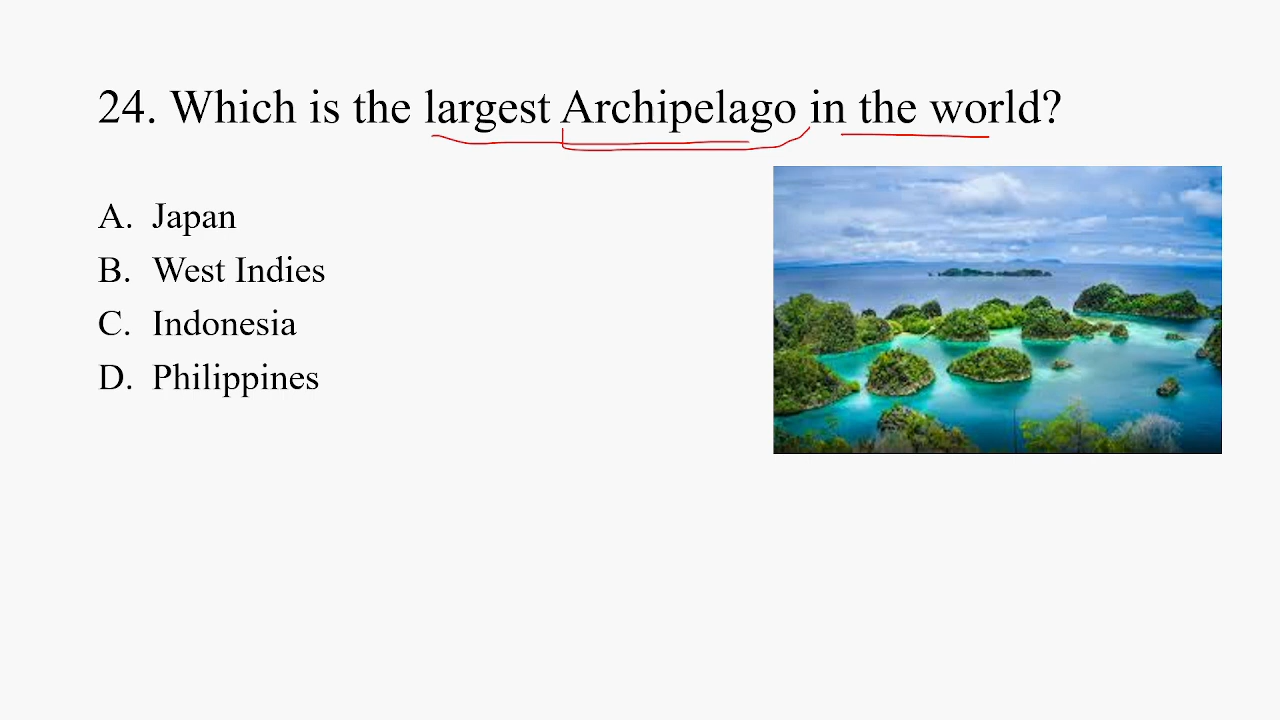 24. Which is the largest Archipelago in the world?
A. Japan
B. West Indies
C. Indonesia
D. Philippines